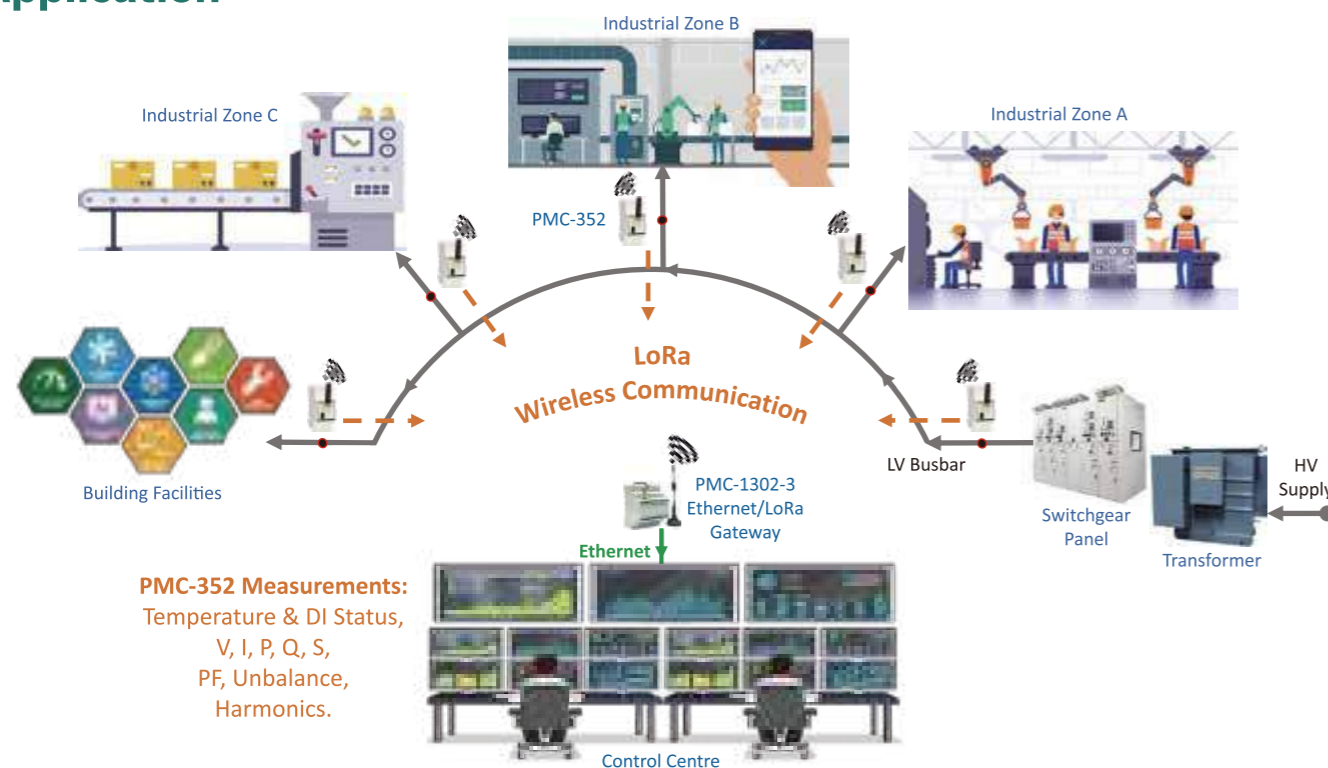 Industrial Zone B
Industrial Zone C
Industrial Zone A
PMC-352
LoRa
Wireless Communication
LV Busbar
HV
Supply
Building Facilities
PMC-1302-3
Ethernet/LoRa
Gateway
Switchgear
Panel
Transformer
Ethernet
PMC-352 Measurements:
Temperature & DI Status,
V, I, P, Q, S,
PF, Unbalance,
Harmonics.
Control Centre